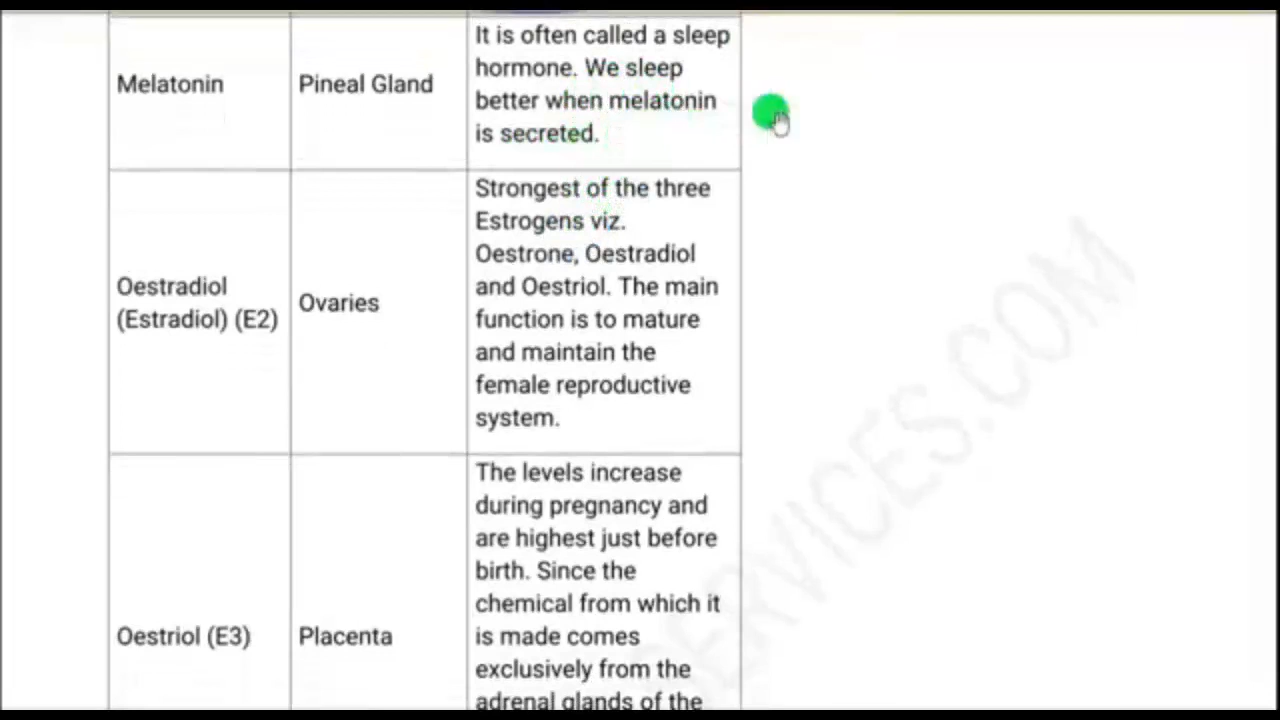 Melatonin
Pineal Gland
It is often called a sleep
hormone. We sleep
better when melatonin
is secreted.
Oestradiol
(Estradiol) (E2)
Ovaries
Strongest of the three
Estrogens viz.
Oestrone, Oestradiol
and Oestriol. The main
function is to mature
and maintain the
female reproductive
system.
Oestriol (E3)
Placenta
The levels increase
during pregnancy and
are highest just before
birth. Since the
chemical from which it
is made comes
exclusively from the
adrenal glands of the
SERVICES.COM